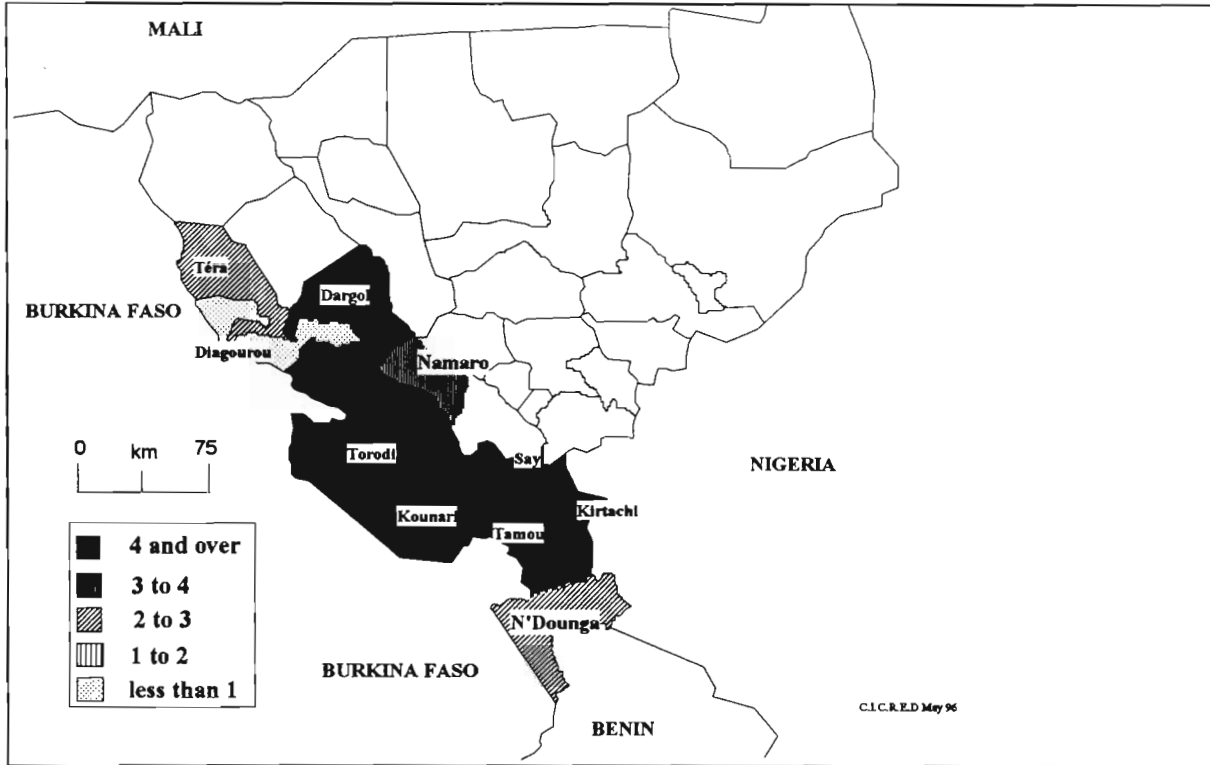 MALI
Téra
Dargol
BURKINA FASO
Diagourou
Namaro
0 km 75
Torodi
Say
NIGERIA
Kounari
Kirtachi
Tamou
4 and over
3 to 4
2 to 3
1 to 2
less than 1
N'Dounga
BURKINA FASO
C.I.C.R.E.D May 96
BENIN